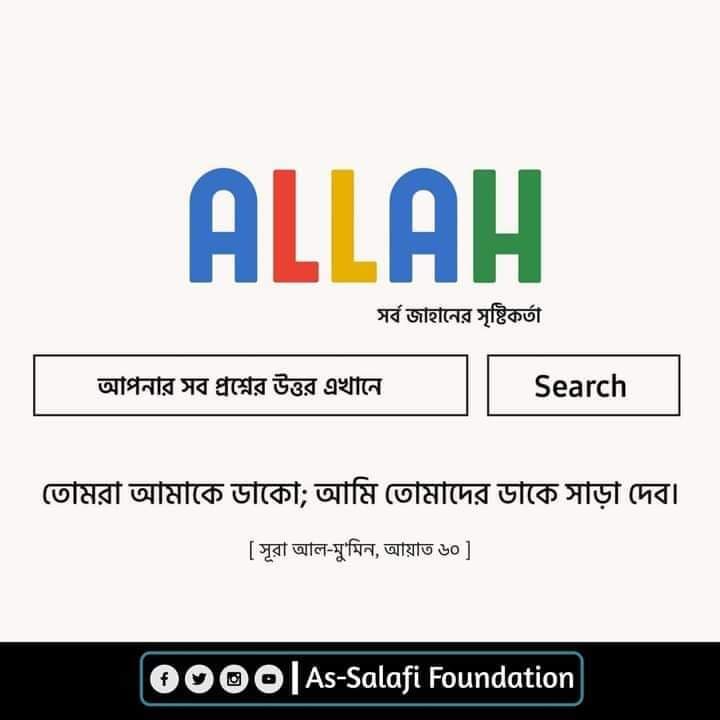 ALLAH
সর্ব জাহানের সৃষ্টিকর্তা
আপনার সব প্রশ্নের উত্তর এখানে
Search
তোমরা আমাকে ডাকো; আমি তোমাদের ডাকে সাড়া দেব।
[ সূরা আল-মু'মিন, আয়াত ৬০ ]
As-Salafi Foundation